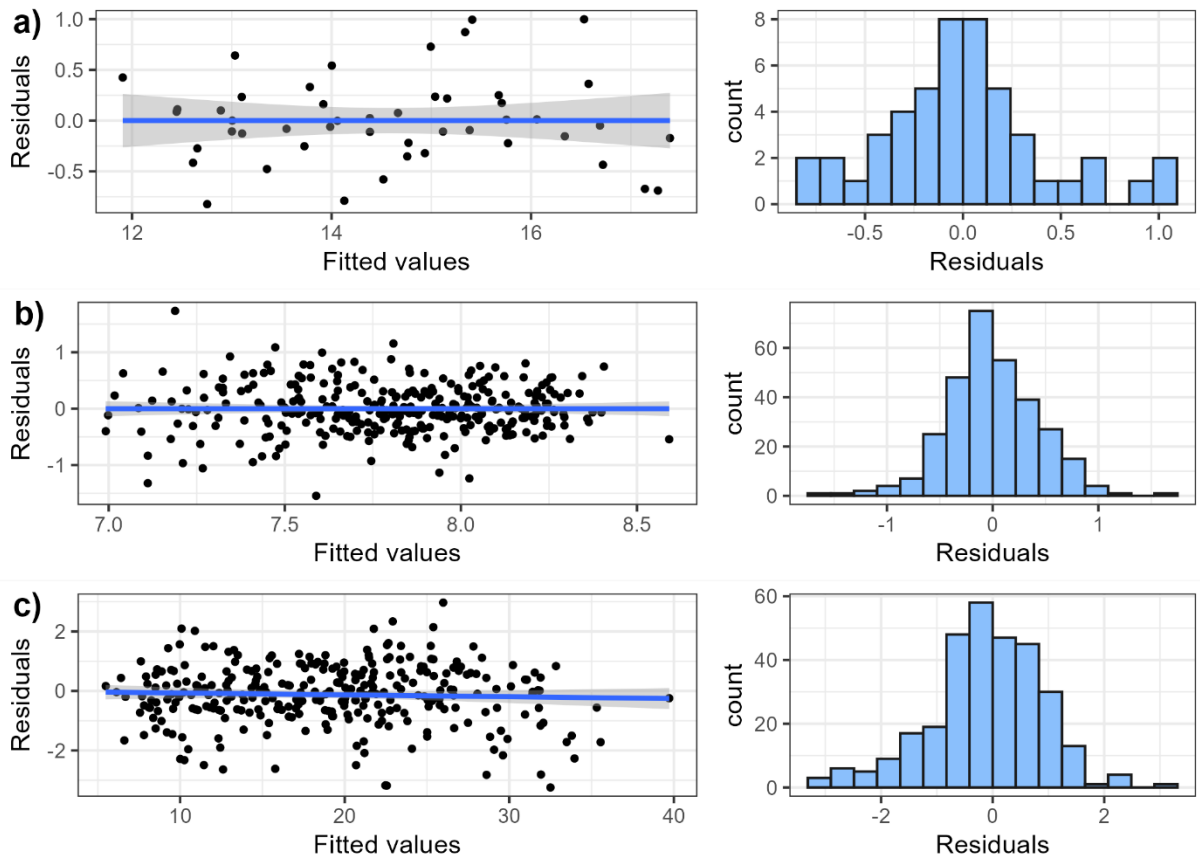 a)
Residuals
1.0
0.5
0.0
-0.5
12
14
16
Fitted values
count
8
6
4
2
0
-0.5
0.0
0.5
1.0
Residuals
b)
Residuals
1
0
-1
7.0
7.5
8.0
8.5
Fitted values
count
60
40
20
0
-1
0
1
Residuals
c)
Residuals
2
0
-2
10
20
30
40
Fitted values
count
60
40
20
0
-2
0
2
Residuals